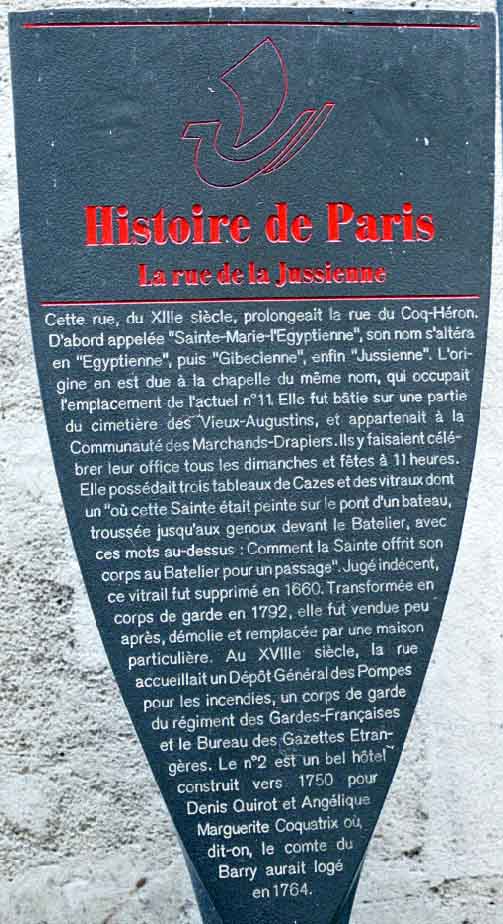 Histoire de Paris
La rue de la Jussienne
Cette rue, du XIIIe siècle, prolongeait la rue du Coq-Héron.
D'abord appelée "Sainte-Marie-l'Egyptienne", son nom s'altéra
en "Egyptienne", puis "Gibecienne", enfin "Jussienne". L'ori-
gine en est due à la chapelle du même nom, qui occupait
l'emplacement de l'actuel n°11. Elle fut bâtie sur une partie
du cimetière des Vieux-Augustins, et appartenait à la
Communauté des Marchands-Drapiers. Ils y faisaient célé-
brer leur office tous les dimanches et fêtes à 11 heures.
Elle possédait trois tableaux de Cazes et des vitraux dont
un "où cette Sainte était peinte sur le pont d'un bateau,
troussée jusqu'aux genoux devant le Batelier, avec
ces mots au-dessus : Comment la Sainte offrit son
corps au Batelier pour un passage". Jugé indécent,
ce vitrail fut supprimé en 1660. Transformée en
corps de garde en 1792, elle fut vendue peu
après, démolie et remplacée par une maison
particulière. Au XVIIIe siècle, la rue
accueillait un Dépôt Général des Pompes
pour les incendies, un corps de garde
du régiment des Gardes-Françaises
et le Bureau des Gazettes Etran-
gères. Le n°2 est un bel hôtel
construit vers 1750 pour
Denis Quirot et Angélique
Marguerite Coquatrix où,
dit-on, le comte du
Barry aurait logé
en 1764.